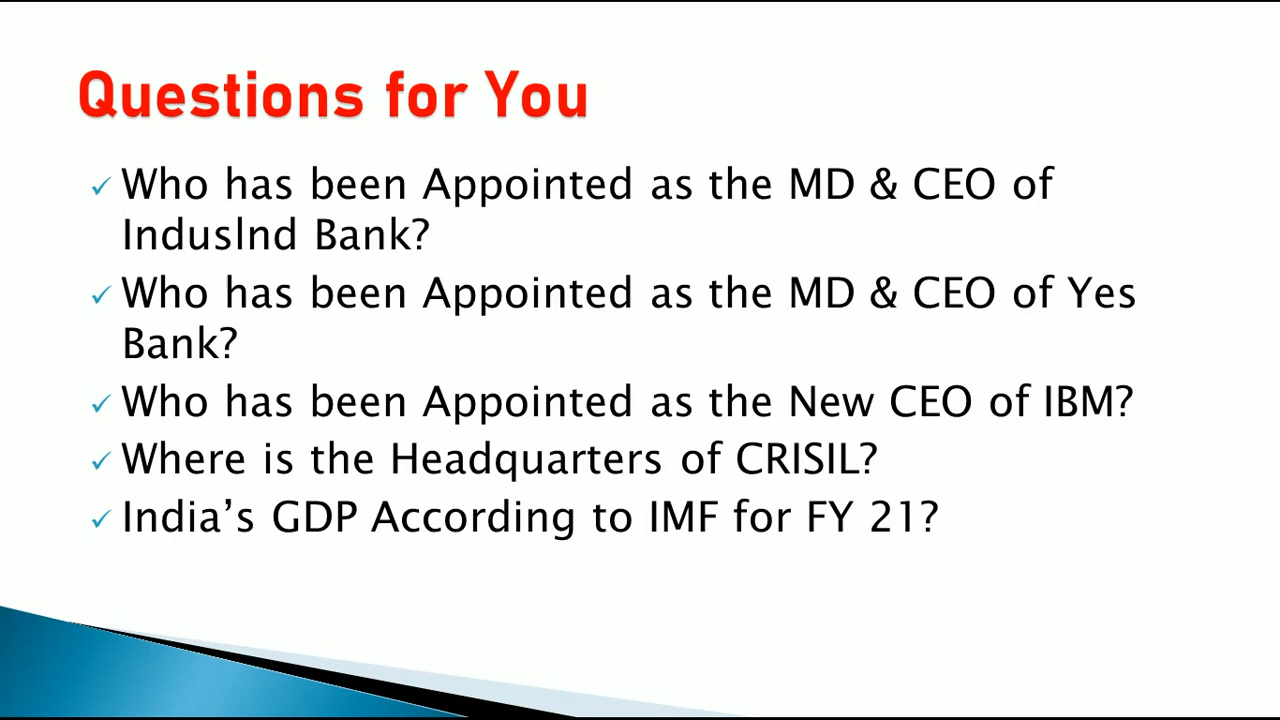 Questions for You
✓ Who has been Appointed as the MD & CEO of
IndusInd Bank?
✓ Who has been Appointed as the MD & CEO of Yes
Bank?
✓ Who has been Appointed as the New CEO of IBM?
✓ Where is the Headquarters of CRISIL?
✓ India’s GDP According to IMF for FY 21?